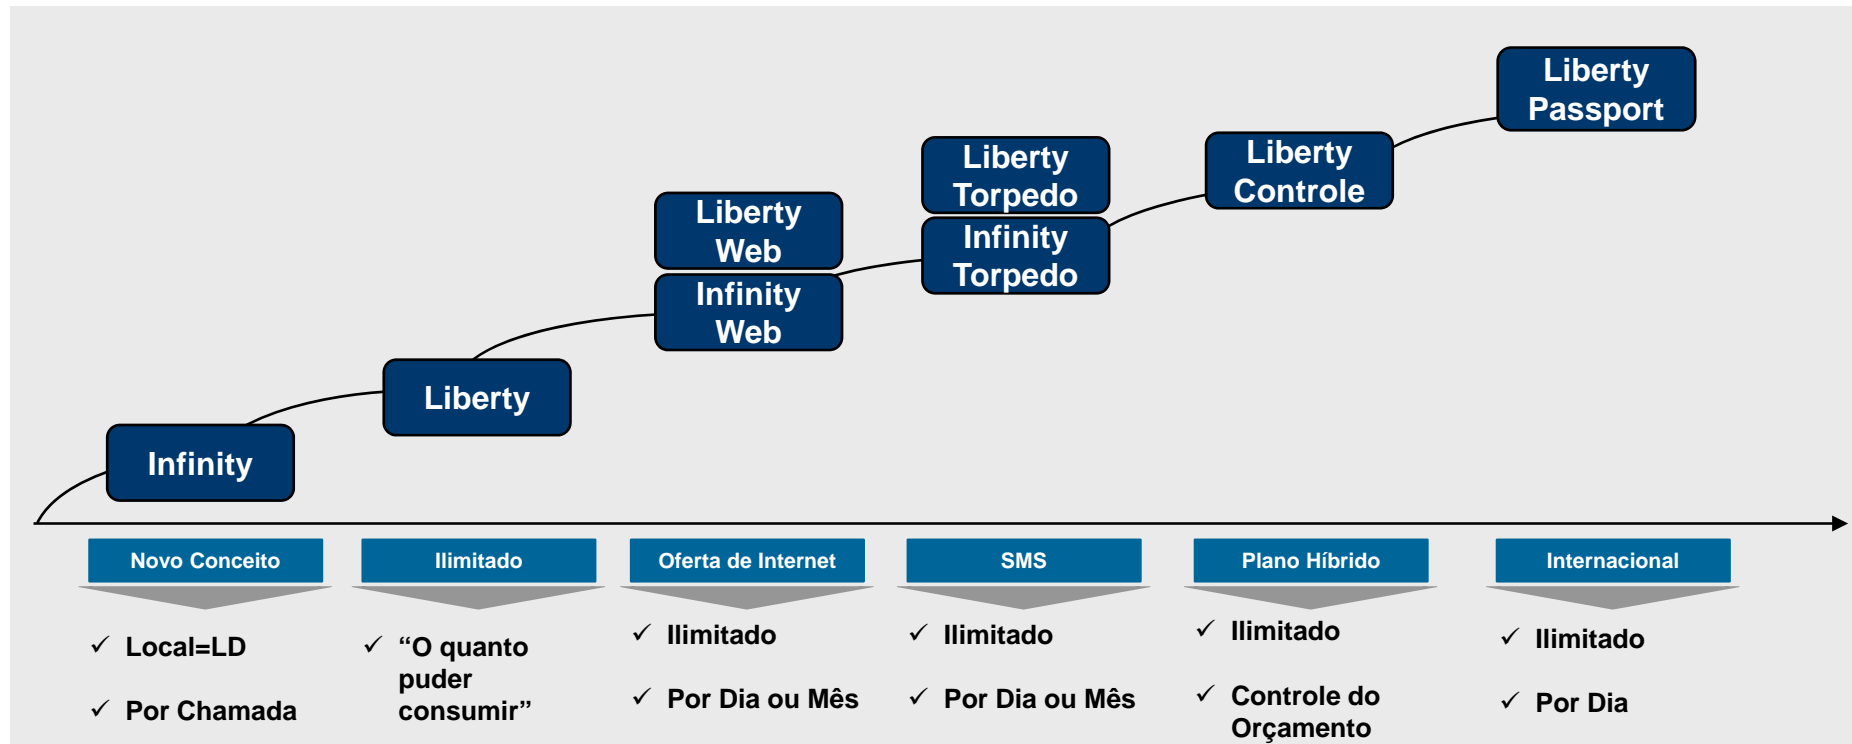 Liberty
Passport
Liberty
Controle
Liberty
Torpedo
Infinity
Torpedo
Liberty
Web
Infinity
Web
Liberty
Infinity
Novo Conceito
Ilimitado
Oferta de Internet
SMS
Plano Híbrido
Internacional
✓ Local=LD
✓ Por Chamada
✓ “O quanto
puder
consumir”
✓ Ilimitado
✓ Por Dia ou Mês
✓ Ilimitado
✓ Por Dia ou Mês
✓ Ilimitado
✓ Controle do
Orçamento
✓ Ilimitado
✓ Por Dia